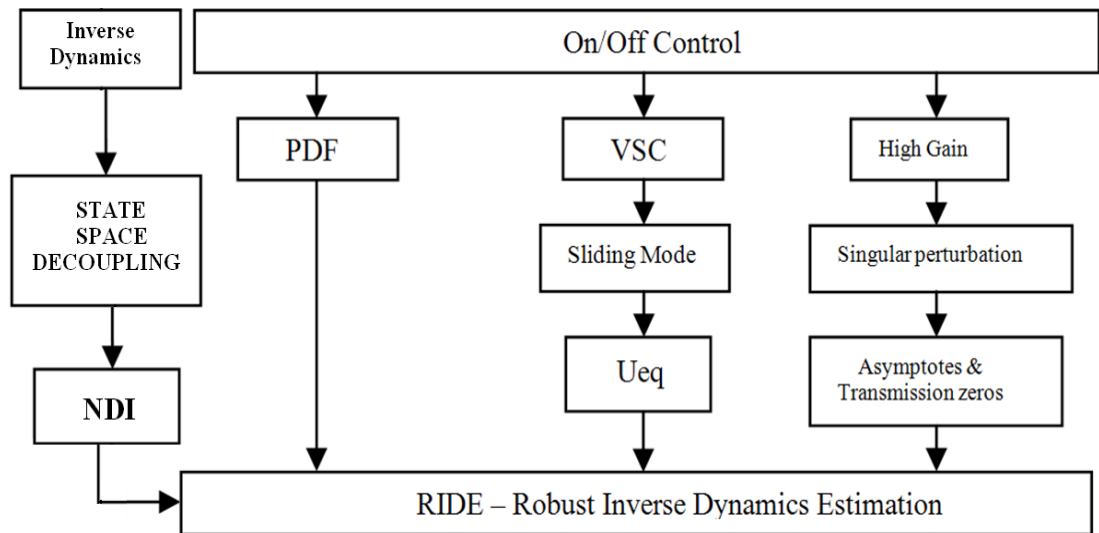 Inverse
Dynamics
On/Off Control
PDF
VSC
High Gain
STATE
SPACE
DECOUPLING
Sliding Mode
Singular perturbation
NDI
Ueq
Asymptotes &
Transmission zeros
RIDE – Robust Inverse Dynamics Estimation